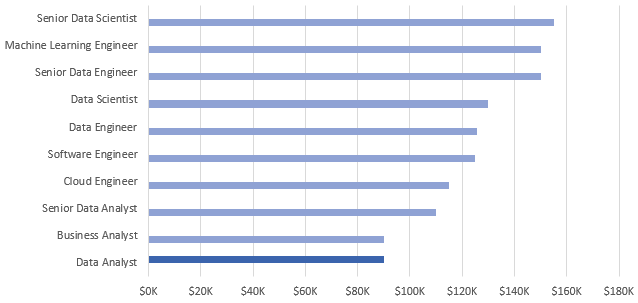 Senior Data Scientist
Machine Learning Engineer
Senior Data Engineer
Data Scientist
Data Engineer
Software Engineer
Cloud Engineer
Senior Data Analyst
Business Analyst
Data Analyst
$0K $20K $40K $60K $80K $100K $120K $140K $160K $180K